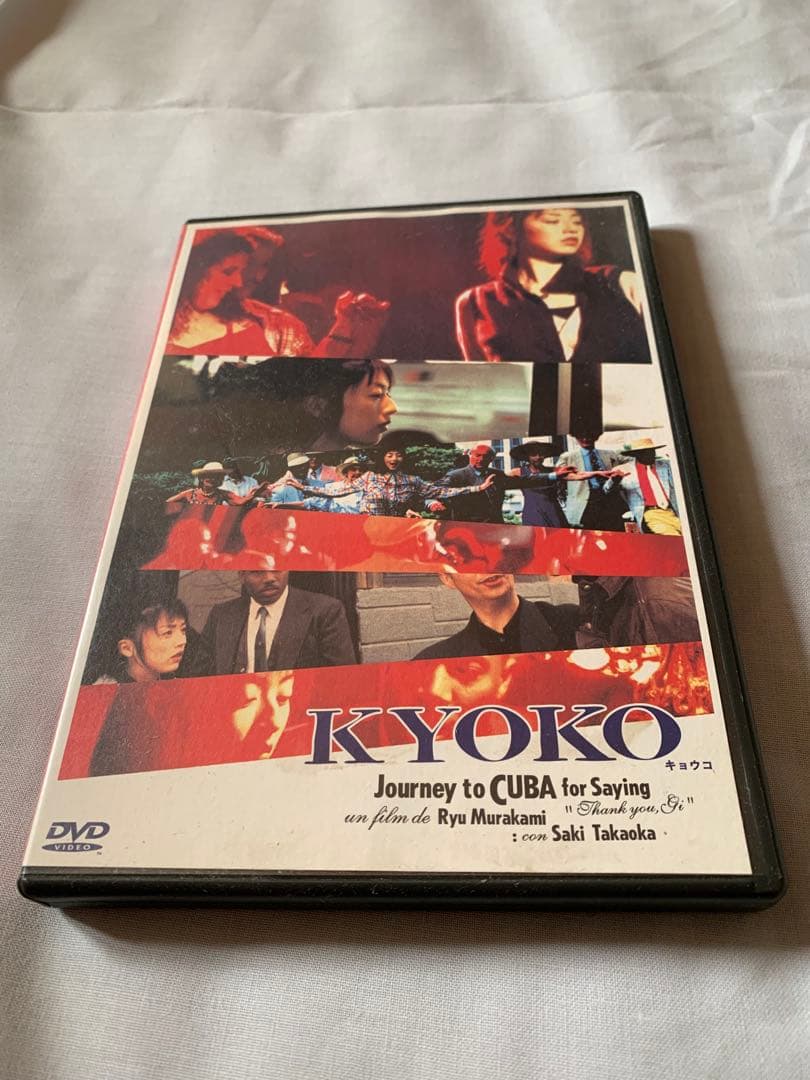 KYOKO
キョウコ
Journey to CUBA for Saying
"Thank you, Gi"
un film de Ryu Murakami
: con Saki Takaoka
DVD
VIDEO